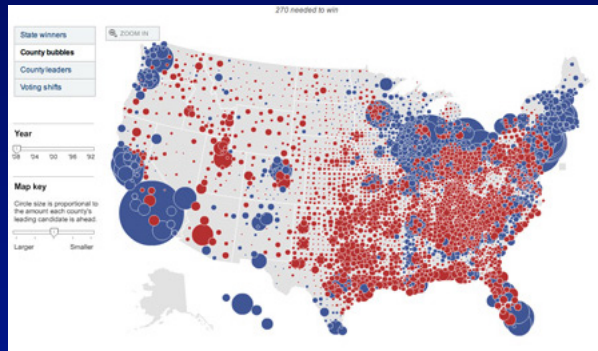 270 needed to win
State winners
County bubbles
County leaders
Voting shifts
ZOOM IN
Year
'08 '04 '00 '96 '92
Map key
Circle size is proportional to
the amount each county's
leading candidate is ahead.
Larger Smaller